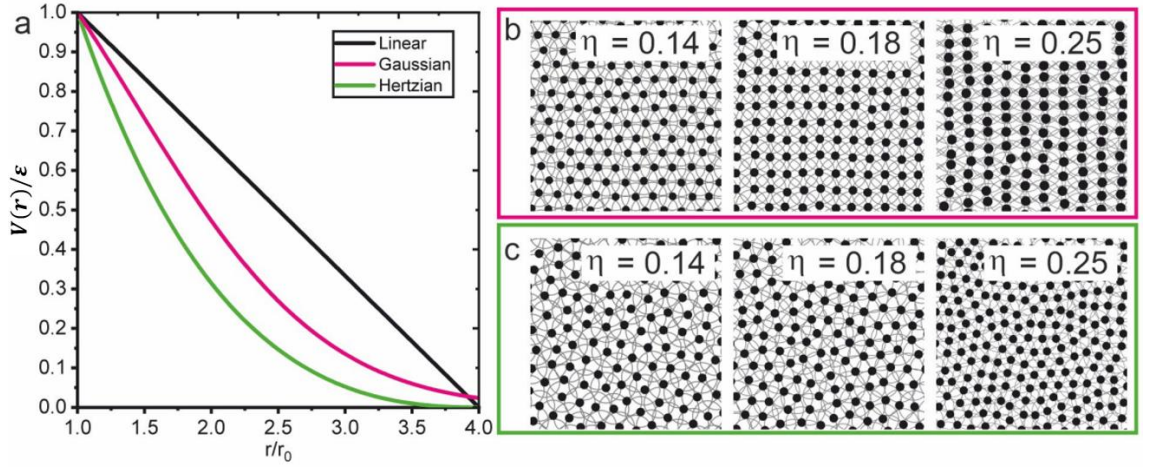 a
1.0
0.9
0.8
0.7
0.6
0.5
0.4
0.3
0.2
0.1
0.0
V(r)/ε
Linear
Gaussian
Hertzian
1.0 1.5 2.0 2.5 3.0 3.5 4.0
r/r₀
b
η = 0.14
η = 0.18
η = 0.25
c
η = 0.14
η = 0.18
η = 0.25